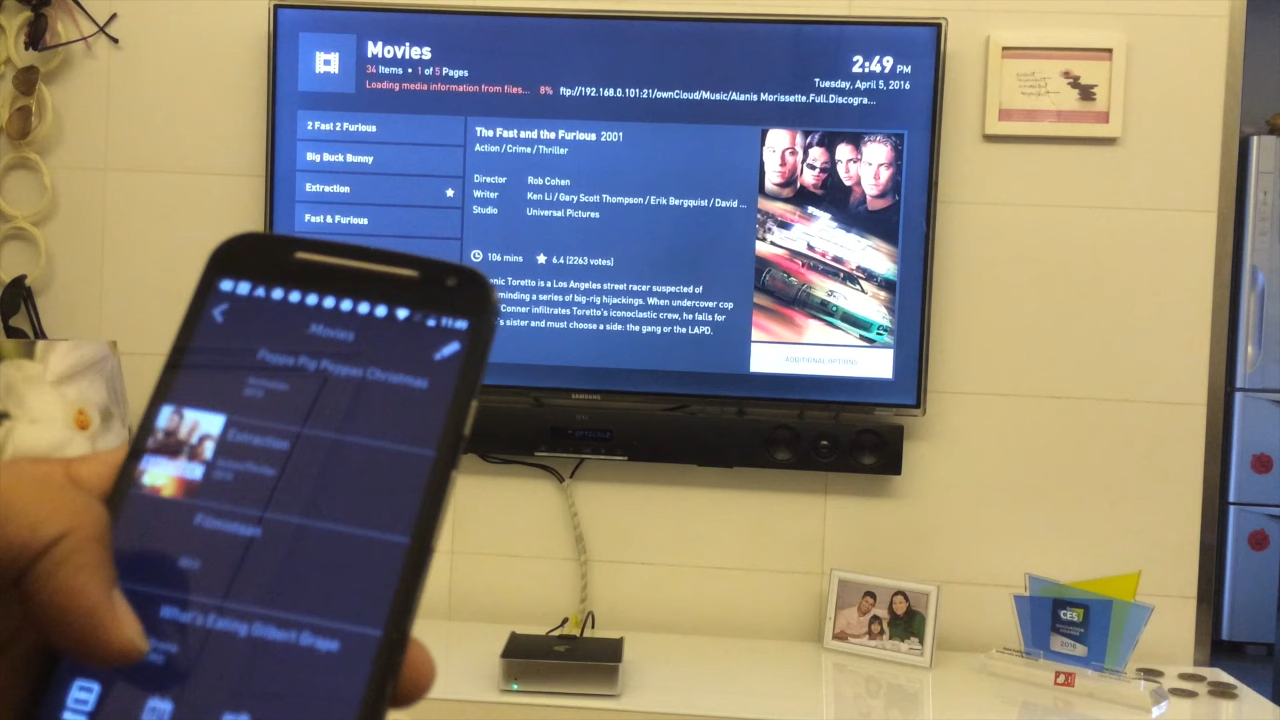 Movies
34 Items • 1 of 5 Pages
Loading media information from files... 8% ftp://192.168.0.101:21/ownCloud/Music/Alanis Morissette.Full.Discogra...
2:49 PM
Tuesday, April 5, 2016
2 Fast 2 Furious
Big Buck Bunny
Extraction
Fast & Furious
The Fast and the Furious 2001
Action / Crime / Thriller
Director Rob Cohen
Writer Ken Li / Gary Scott Thompson / Erik Bergquist / David ...
Studio Universal Pictures
106 mins 6.4 (2263 votes)
nic Toretto is a Los Angeles street racer suspected of
minding a series of big-rig hijackings. When undercover cop
Conner infiltrates Toretto's iconoclastic crew, he falls for
's sister and must choose a side: the gang or the LAPD.
ADDITIONAL OPTIONS
SAMSUNG
Movies
Peppa Pig Peppas Christmas
Extraction
What's Eating Gilbert Grape
CES
INNOVATION
AWARDS
2016